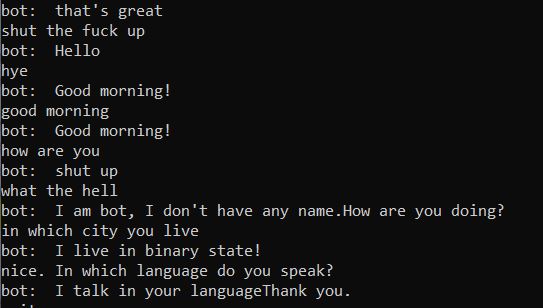 bot:  that's great
shut the fuck up
bot:  Hello
hye
bot:  Good morning!
good morning
bot:  Good morning!
how are you
bot:  shut up
what the hell
bot:  I am bot, I don't have any name.How are you doing?
in which city you live
bot:  I live in binary state!
nice. In which language do you speak?
bot:  I talk in your languageThank you.